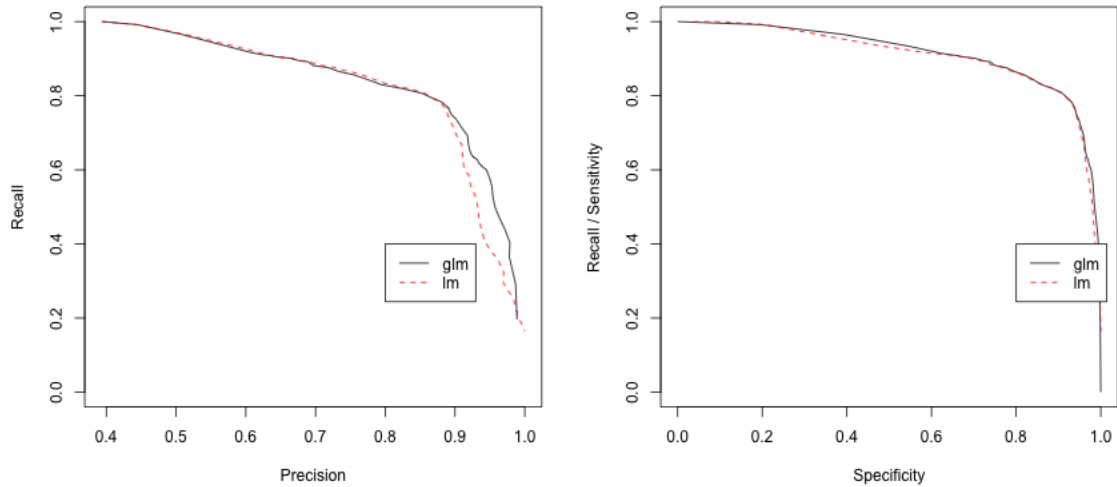 Recall
1.0
0.8
0.6
0.4
0.2
0.0
glm
lm
0.4 0.5 0.6 0.7 0.8 0.9 1.0
Precision
Recall / Sensitivity
1.0
0.8
0.6
0.4
0.2
0.0
glm
lm
0.0 0.2 0.4 0.6 0.8 1.0
Specificity